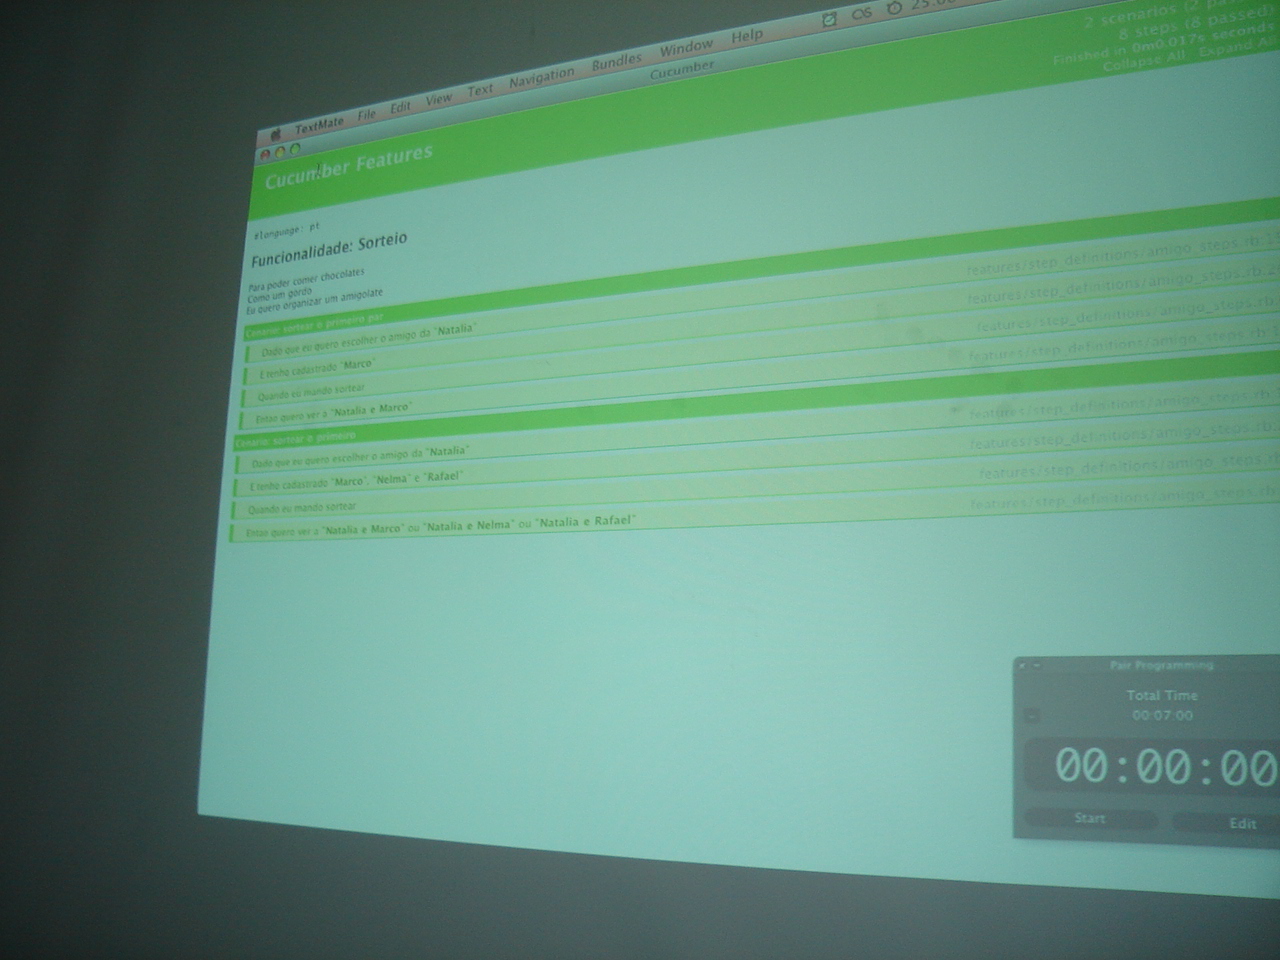 TextMate File Edit View Text Navigation Bundles Window Help
Cucumber
Cucumber Features
2 scenarios (2
8 steps (8 passed)
Finished in 0m0.017s seconds
Collapse All Expand
#language: pt
Funcionalidade: Sorteio
Para poder comer chocolates
Como um gordo
Eu quero organizar um amigolate
Cenario: sortear o primeiro par
Dado que eu quero escolher o amigo da "Natalia" features/step_definitions/amigo_steps.rb
E tenho cadastrado "Marco" features/step_definitions/amigo_steps.rb
Quando eu mando sortear features/step_definitions/amigo_steps.rb
Entao quero ver a "Natalia e Marco" features/step_definitions/amigo_steps.rb
Cenario: sortear o primeiro
Dado que eu quero escolher o amigo da "Natalia" features/step_definitions/amigo_steps.rb
E tenho cadastrado "Marco", "Nelma" e "Rafael" features/step_definitions/amigo_steps.rb
Quando eu mando sortear features/step_definitions/amigo_steps.rb
Entao quero ver a "Natalia e Marco" ou "Natalia e Nelma" ou "Natalia e Rafael" features/step_definitions/amigo_steps.rb
Pair Programming
Total Time
00:07:00
00:00:00
Start Edit